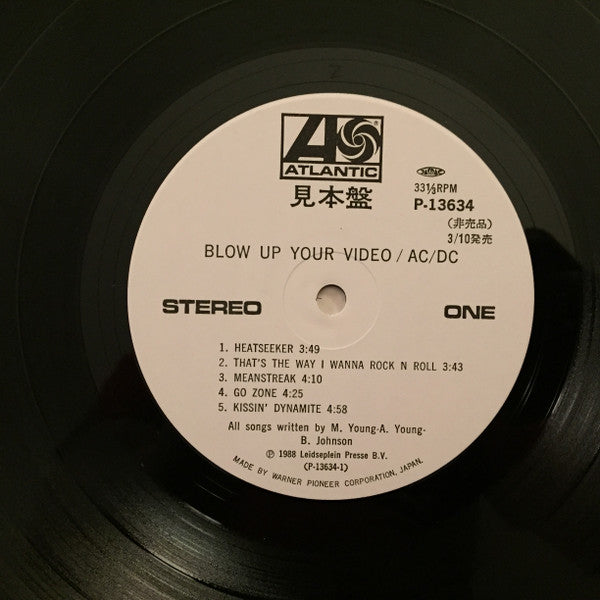 ATLANTIC
見本盤
33⅓RPM
P-13634
(非売品)
3/10発売
BLOW UP YOUR VIDEO / AC/DC
STEREO
ONE
1. HEATSEEKER 3:49
2. THAT'S THE WAY I WANNA ROCK N ROLL 3:43
3. MEANSTREAK 4:10
4. GO ZONE 4:25
5. KISSIN' DYNAMITE 4:58
All songs written by M. Young-A. Young-
B. Johnson
Ⓟ 1988 Leidseplein Presse B.V.
(P-13634-1)
MADE BY WARNER PIONEER CORPORATION, JAPAN.